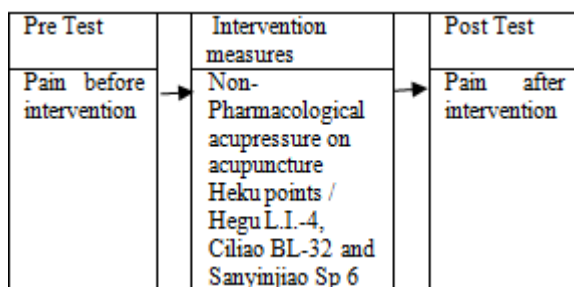 Pre Test
Intervention
measures
Post Test
Pain before
intervention
Non-
Pharmacological
acupressure on
acupuncture
Heku points /
Hegu L.I.-4,
Ciliao BL-32 and
Sanyinjiao Sp 6
Pain after
intervention